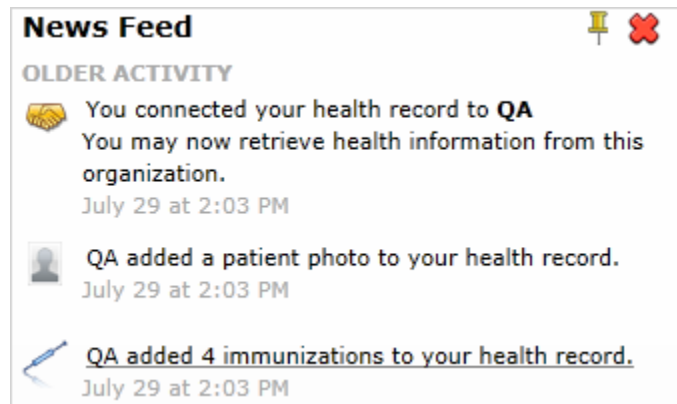 News Feed
OLDER ACTIVITY
You connected your health record to QA
You may now retrieve health information from this
organization.
July 29 at 2:03 PM
QA added a patient photo to your health record.
July 29 at 2:03 PM
QA added 4 immunizations to your health record.
July 29 at 2:03 PM